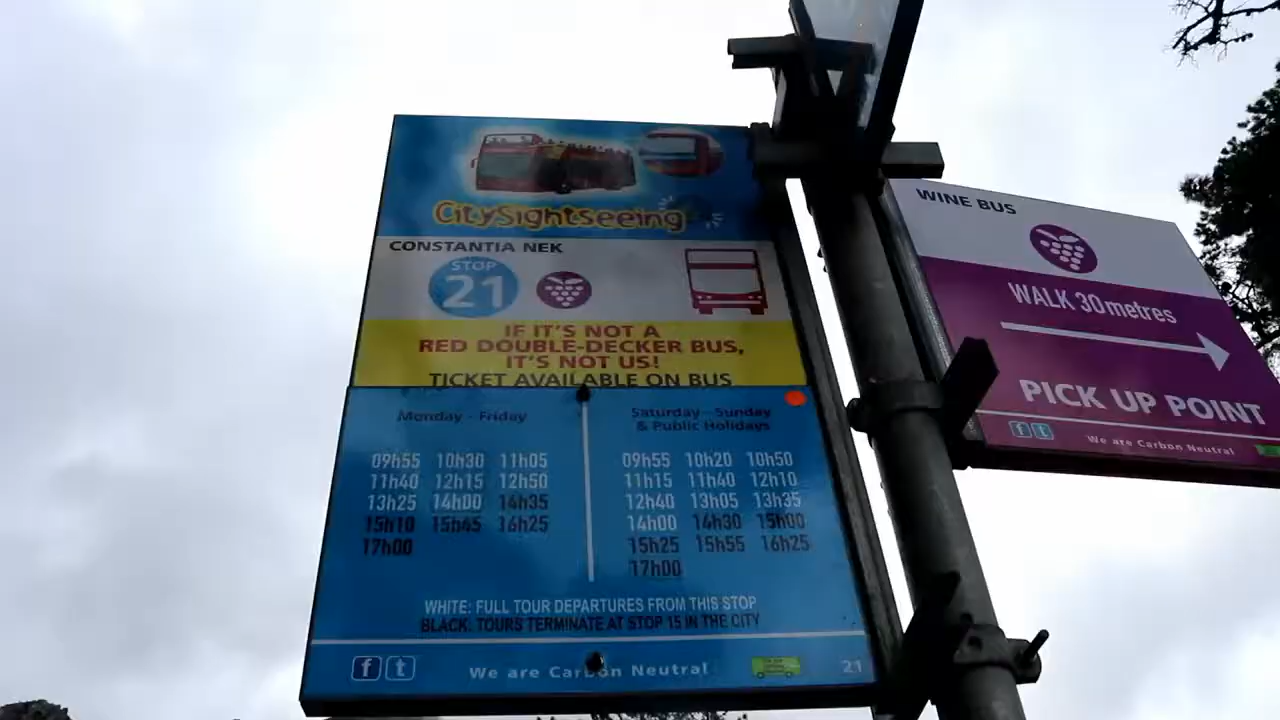 CitySightseeing
CONSTANTIA NEK
STOP
21
IF IT'S NOT A
RED DOUBLE-DECKER BUS,
IT'S NOT US!
TICKET AVAILABLE ON BUS
Monday - Friday
09h55 10h30 11h05
11h40 12h15 12h50
13h25 14h00 14h35
15h10 15h45 16h25
17h00
Saturday - Sunday
& Public Holidays
09h55 10h20 10h50
11h15 11h40 12h10
12h40 13h05 13h35
14h00 14h30 15h00
15h25 15h55 16h25
17h00
WHITE: FULL TOUR DEPARTURES FROM THIS STOP
BLACK: TOURS TERMINATE AT STOP 15 IN THE CITY
f t We are Carbon Neutral 21
WINE BUS
WALK 30metres
PICK UP POINT
f t We are Carbon Neutral